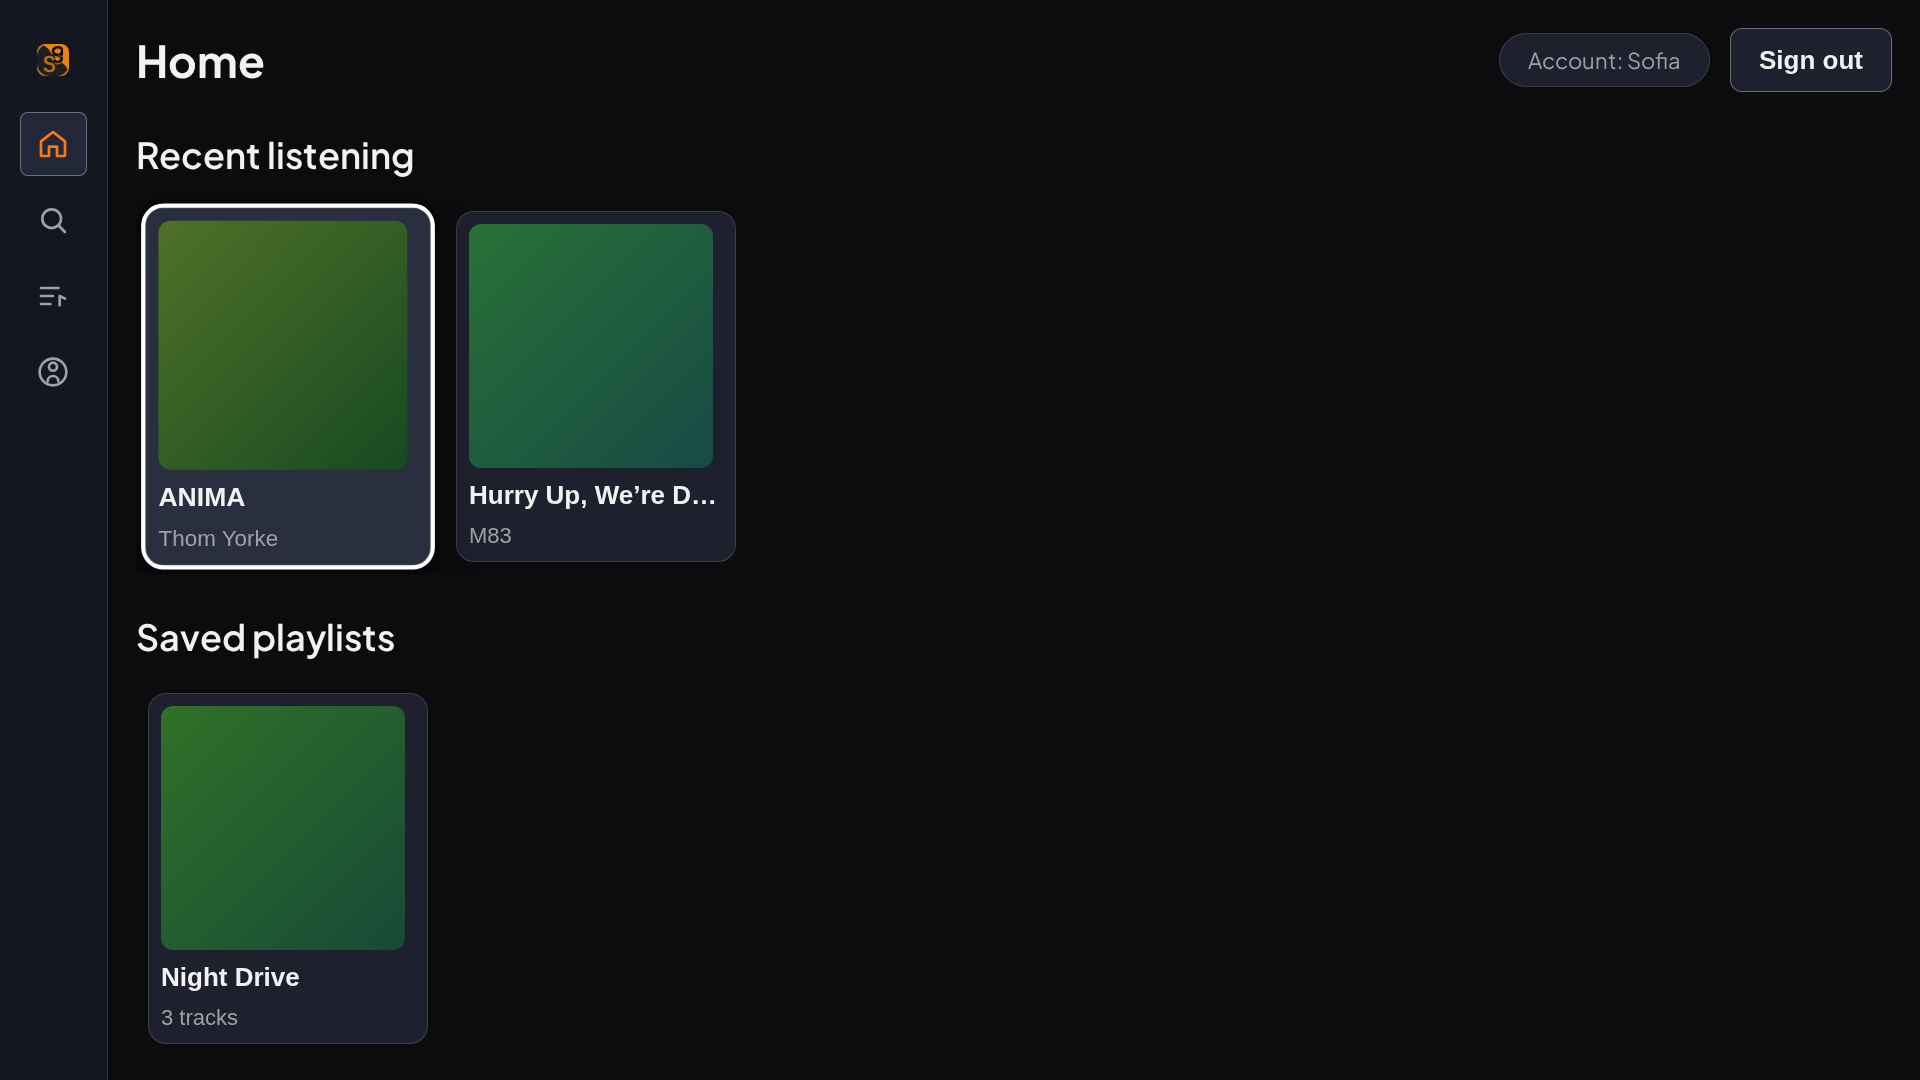 Home
Account: Sofia
Sign out
Recent listening
ANIMA
Thom Yorke
Hurry Up, We’re D…
M83
Saved playlists
Night Drive
3 tracks